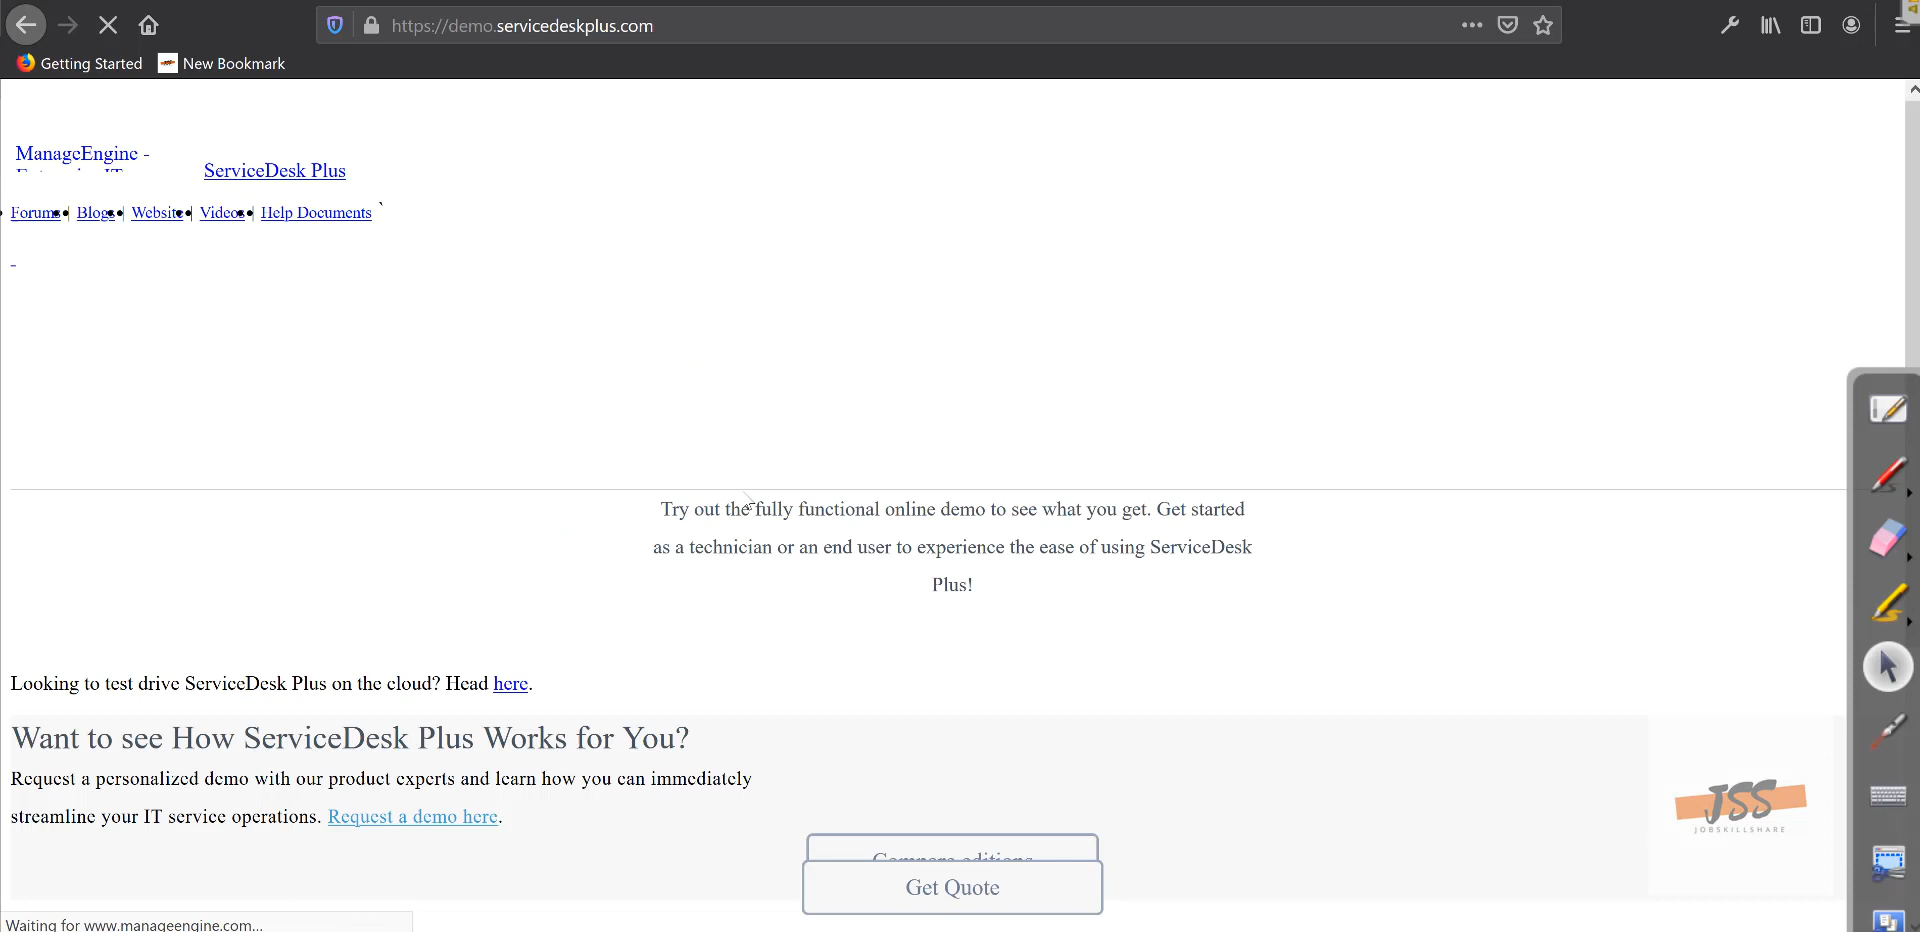 https://demo.servicedeskplus.com
Getting Started New Bookmark
ManageEngine -
ServiceDesk Plus
Forums | Blogs | Website | Videos | Help Documents `
-
Try out the fully functional online demo to see what you get. Get started
as a technician or an end user to experience the ease of using ServiceDesk
Plus!
Looking to test drive ServiceDesk Plus on the cloud? Head here.
Want to see How ServiceDesk Plus Works for You?
Request a personalized demo with our product experts and learn how you can immediately
streamline your IT service operations. Request a demo here.
JSS
JOBSKILLSHARE
Compare editions
Get Quote
Waiting for www.manageengine.com...